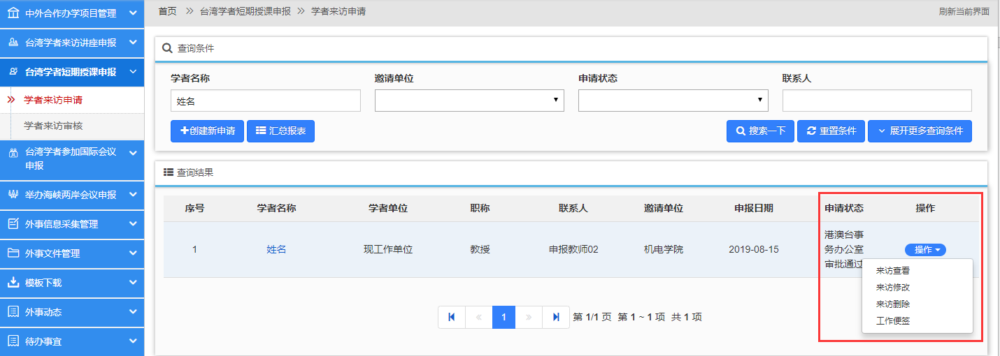 中外合作办学项目管理
台湾学者来访讲座申报
台湾学者短期授课申报
学者来访申请
学者来访审核
台湾学者参加国际会议
申报
举办海峡两岸会议申报
外事信息采集管理
外事文件管理
模板下载
外事动态
待办事宜
首页 >> 台湾学者短期授课申报 >> 学者来访申请
刷新当前界面
查询条件
学者名称 邀请单位 申请状态 联系人
姓名
创建新申请 汇总报表 搜索一下 重置条件 展开更多查询条件
查询结果
序号 学者名称 学者单位 职称 联系人 邀请单位 申报日期 申请状态 操作
1 姓名 现工作单位 教授 申报教师02 机电学院 2019-08-15 港澳台事
务办公室
审批通过
操作
来访查看
来访修改
来访删除
工作便签
« 1 » 第 1/1 页 第 1 ~ 1 项 共 1 项